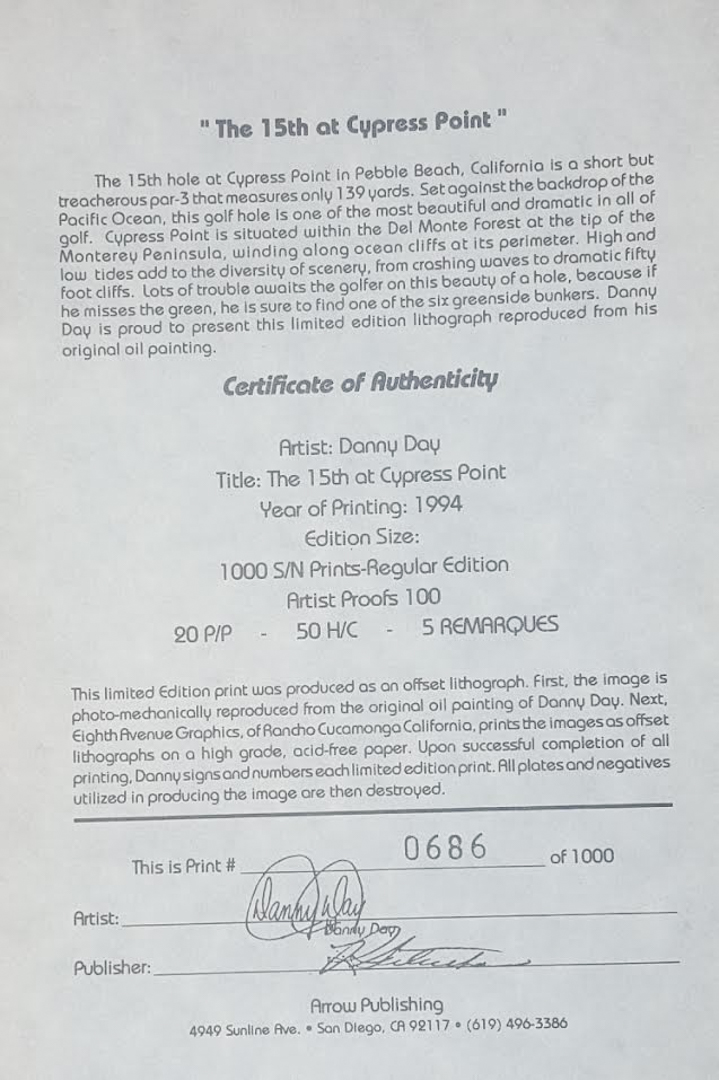 " The 15th at Cypress Point "
The 15th hole at Cypress Point in Pebble Beach, California is a short but
treacherous par-3 that measures only 139 yards. Set against the backdrop of the
Pacific Ocean, this golf hole is one of the most beautiful and dramatic in all of
golf. Cypress Point is situated within the Del Monte Forest at the tip of the
Monterey Peninsula, winding along ocean cliffs at its perimeter. High and
low tides add to the diversity of scenery, from crashing waves to dramatic fifty
foot cliffs. Lots of trouble awaits the golfer on this beauty of a hole, because if
he misses the green, he is sure to find one of the six greenside bunkers. Danny
Day is proud to present this limited edition lithograph reproduced from his
original oil painting.
Certificate of Authenticity
Artist: Danny Day
Title: The 15th at Cypress Point
Year of Printing: 1994
Edition Size:
1000 S/N Prints-Regular Edition
Artist Proofs 100
20 P/P - 50 H/C - 5 REMARQUES
This limited Edition print was produced as an offset lithograph. First, the image is
photo-mechanically reproduced from the original oil painting of Danny Day. Next,
Eighth Avenue Graphics, of Rancho Cucamonga California, prints the images as offset
lithographs on a high grade, acid-free paper. Upon successful completion of all
printing, Danny signs and numbers each limited edition print. All plates and negatives
utilized in producing the image are then destroyed.
This is Print # 0686 of 1000
Artist: Danny Day
Danny Day
Publisher:
Arrow Publishing
4949 Sunline Ave. • San Diego, CA 92117 • (619) 496-3386